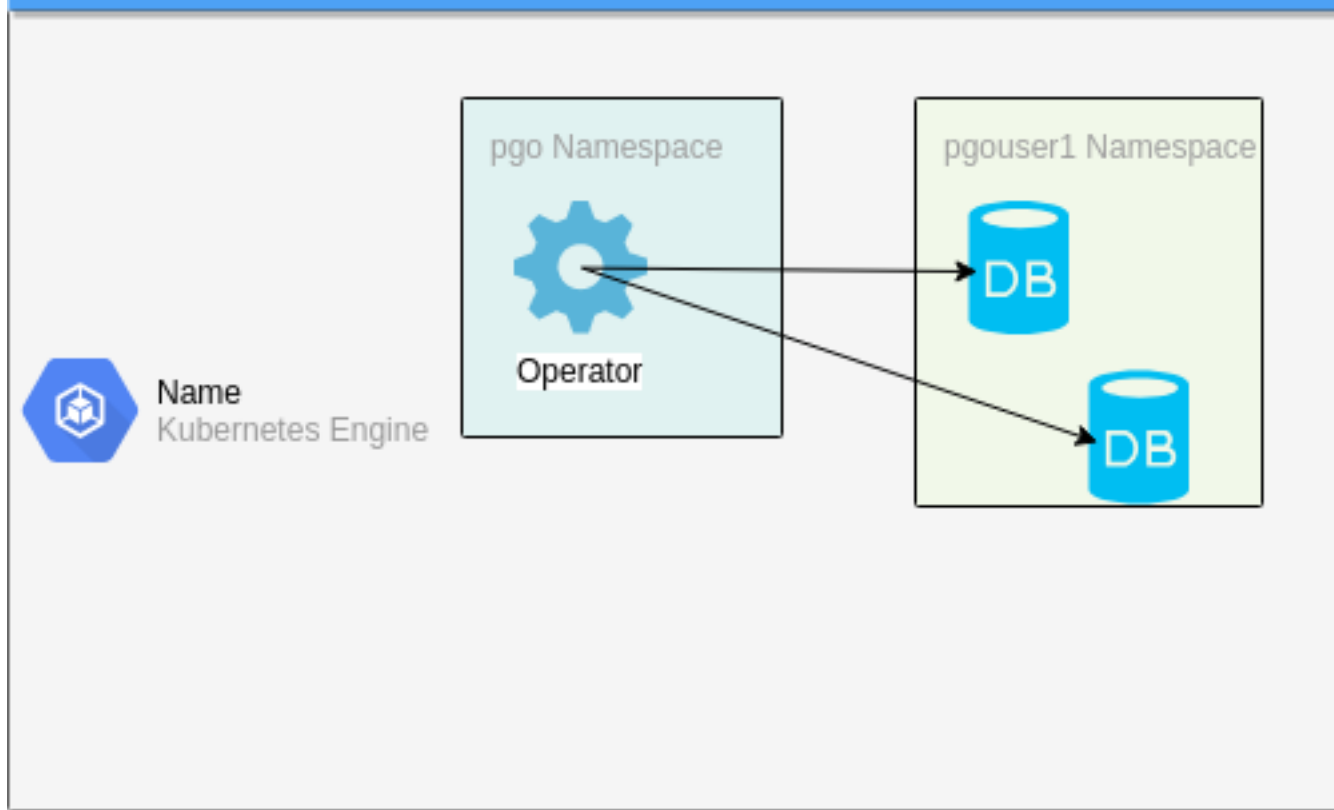 pgo Namespace
pgouser1 Namespace
DB
Operator
Name
Kubernetes Engine
DB